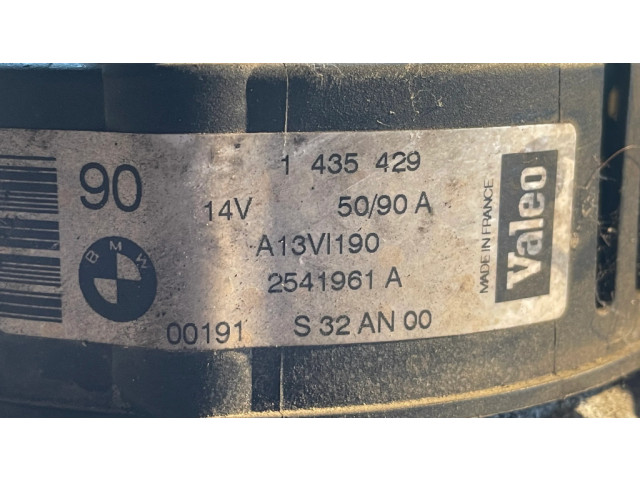 90
1 435 429
14V 50/90 A
A13VI190
2541961 A
00191 S 32 AN 00
BMW
MADE IN FRANCE
Valeo